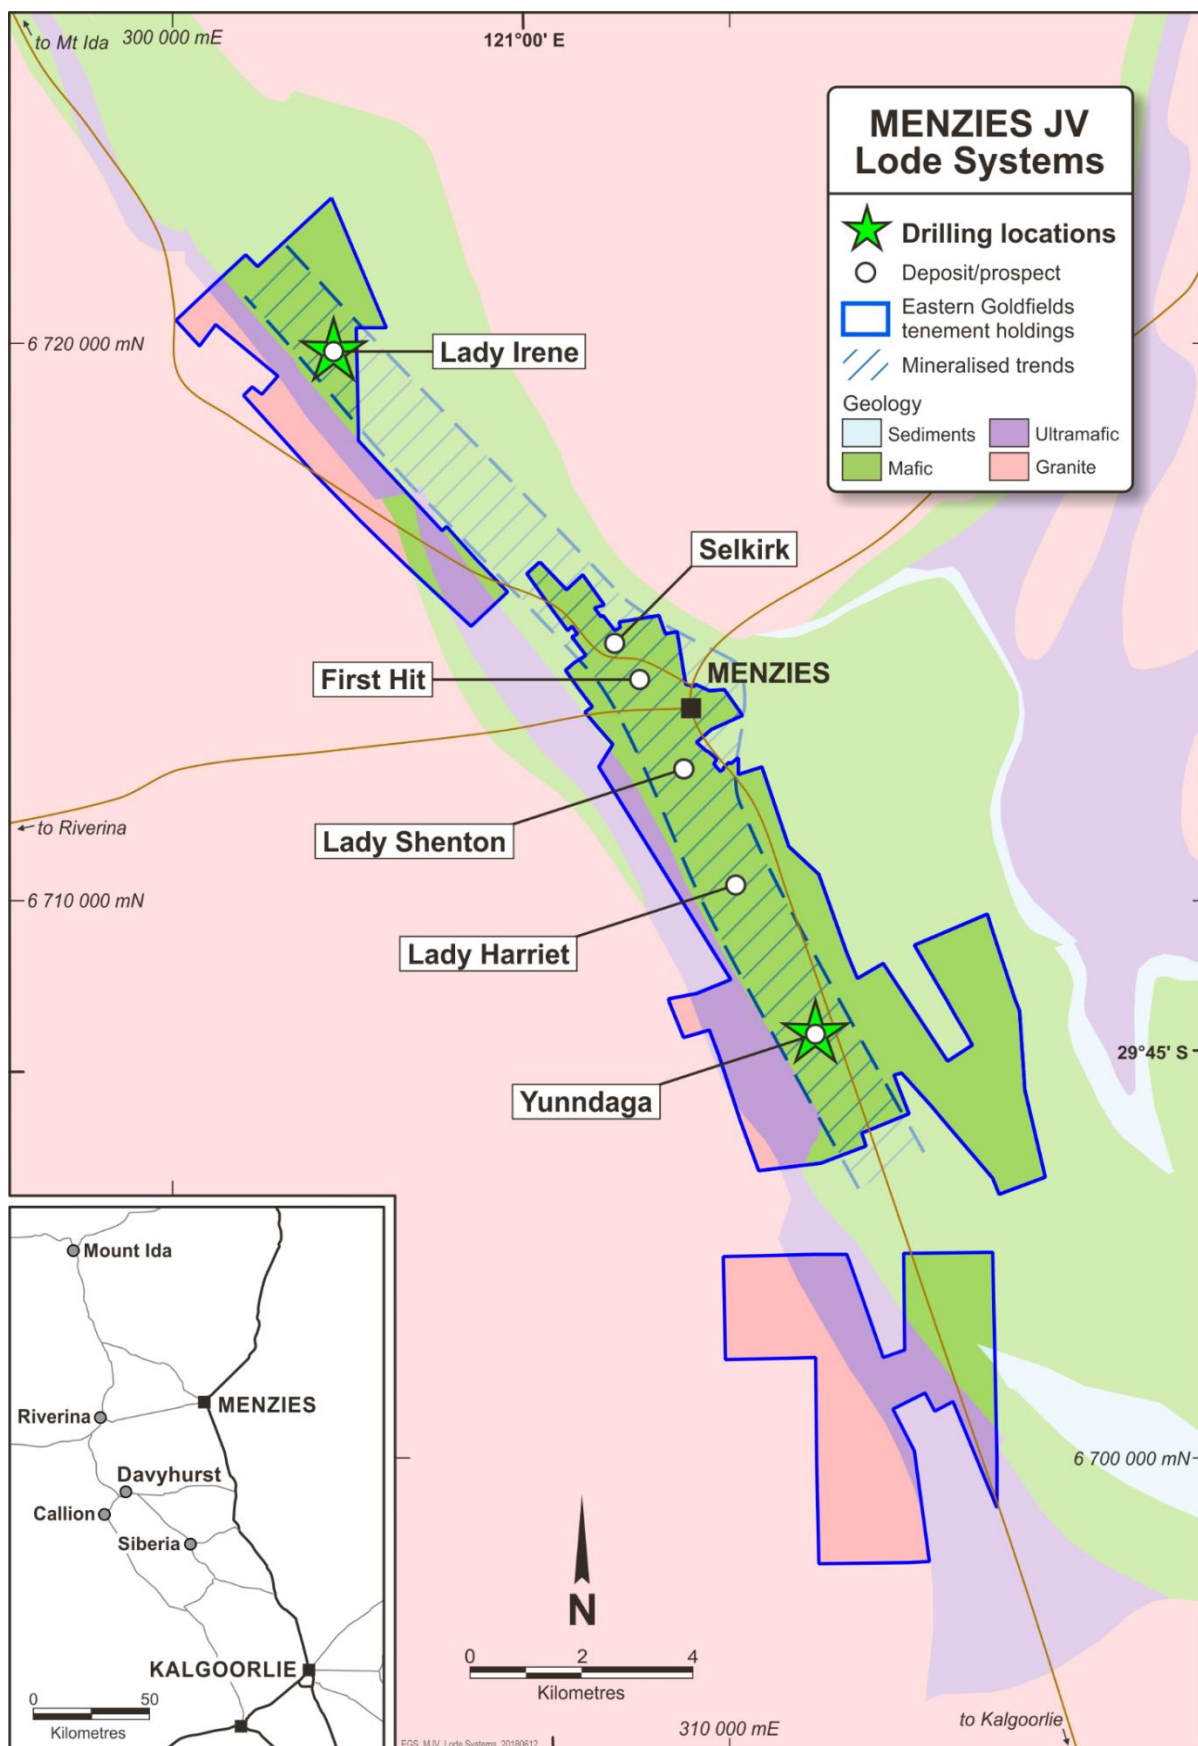 to Mt Ida
300 000 mE
121°00' E
MENZIES JV
Lode Systems
Drilling locations
Deposit/prospect
Eastern Goldfields
tenement holdings
Mineralised trends
Geology
Sediments
Ultramafic
Mafic
Granite
6 720 000 mN
Lady Irene
Selkirk
First Hit
MENZIES
to Riverina
Lady Shenton
6 710 000 mN
Lady Harriet
29°45' S
Yunndaga
Mount Ida
MENZIES
Riverina
Davyhurst
Callion
Siberia
KALGOORLIE
0 50
Kilometres
6 700 000 mN
N
0 2 4
Kilometres
310 000 mE
to Kalgoorlie
EGS_MJV_Lode Systems_20180612